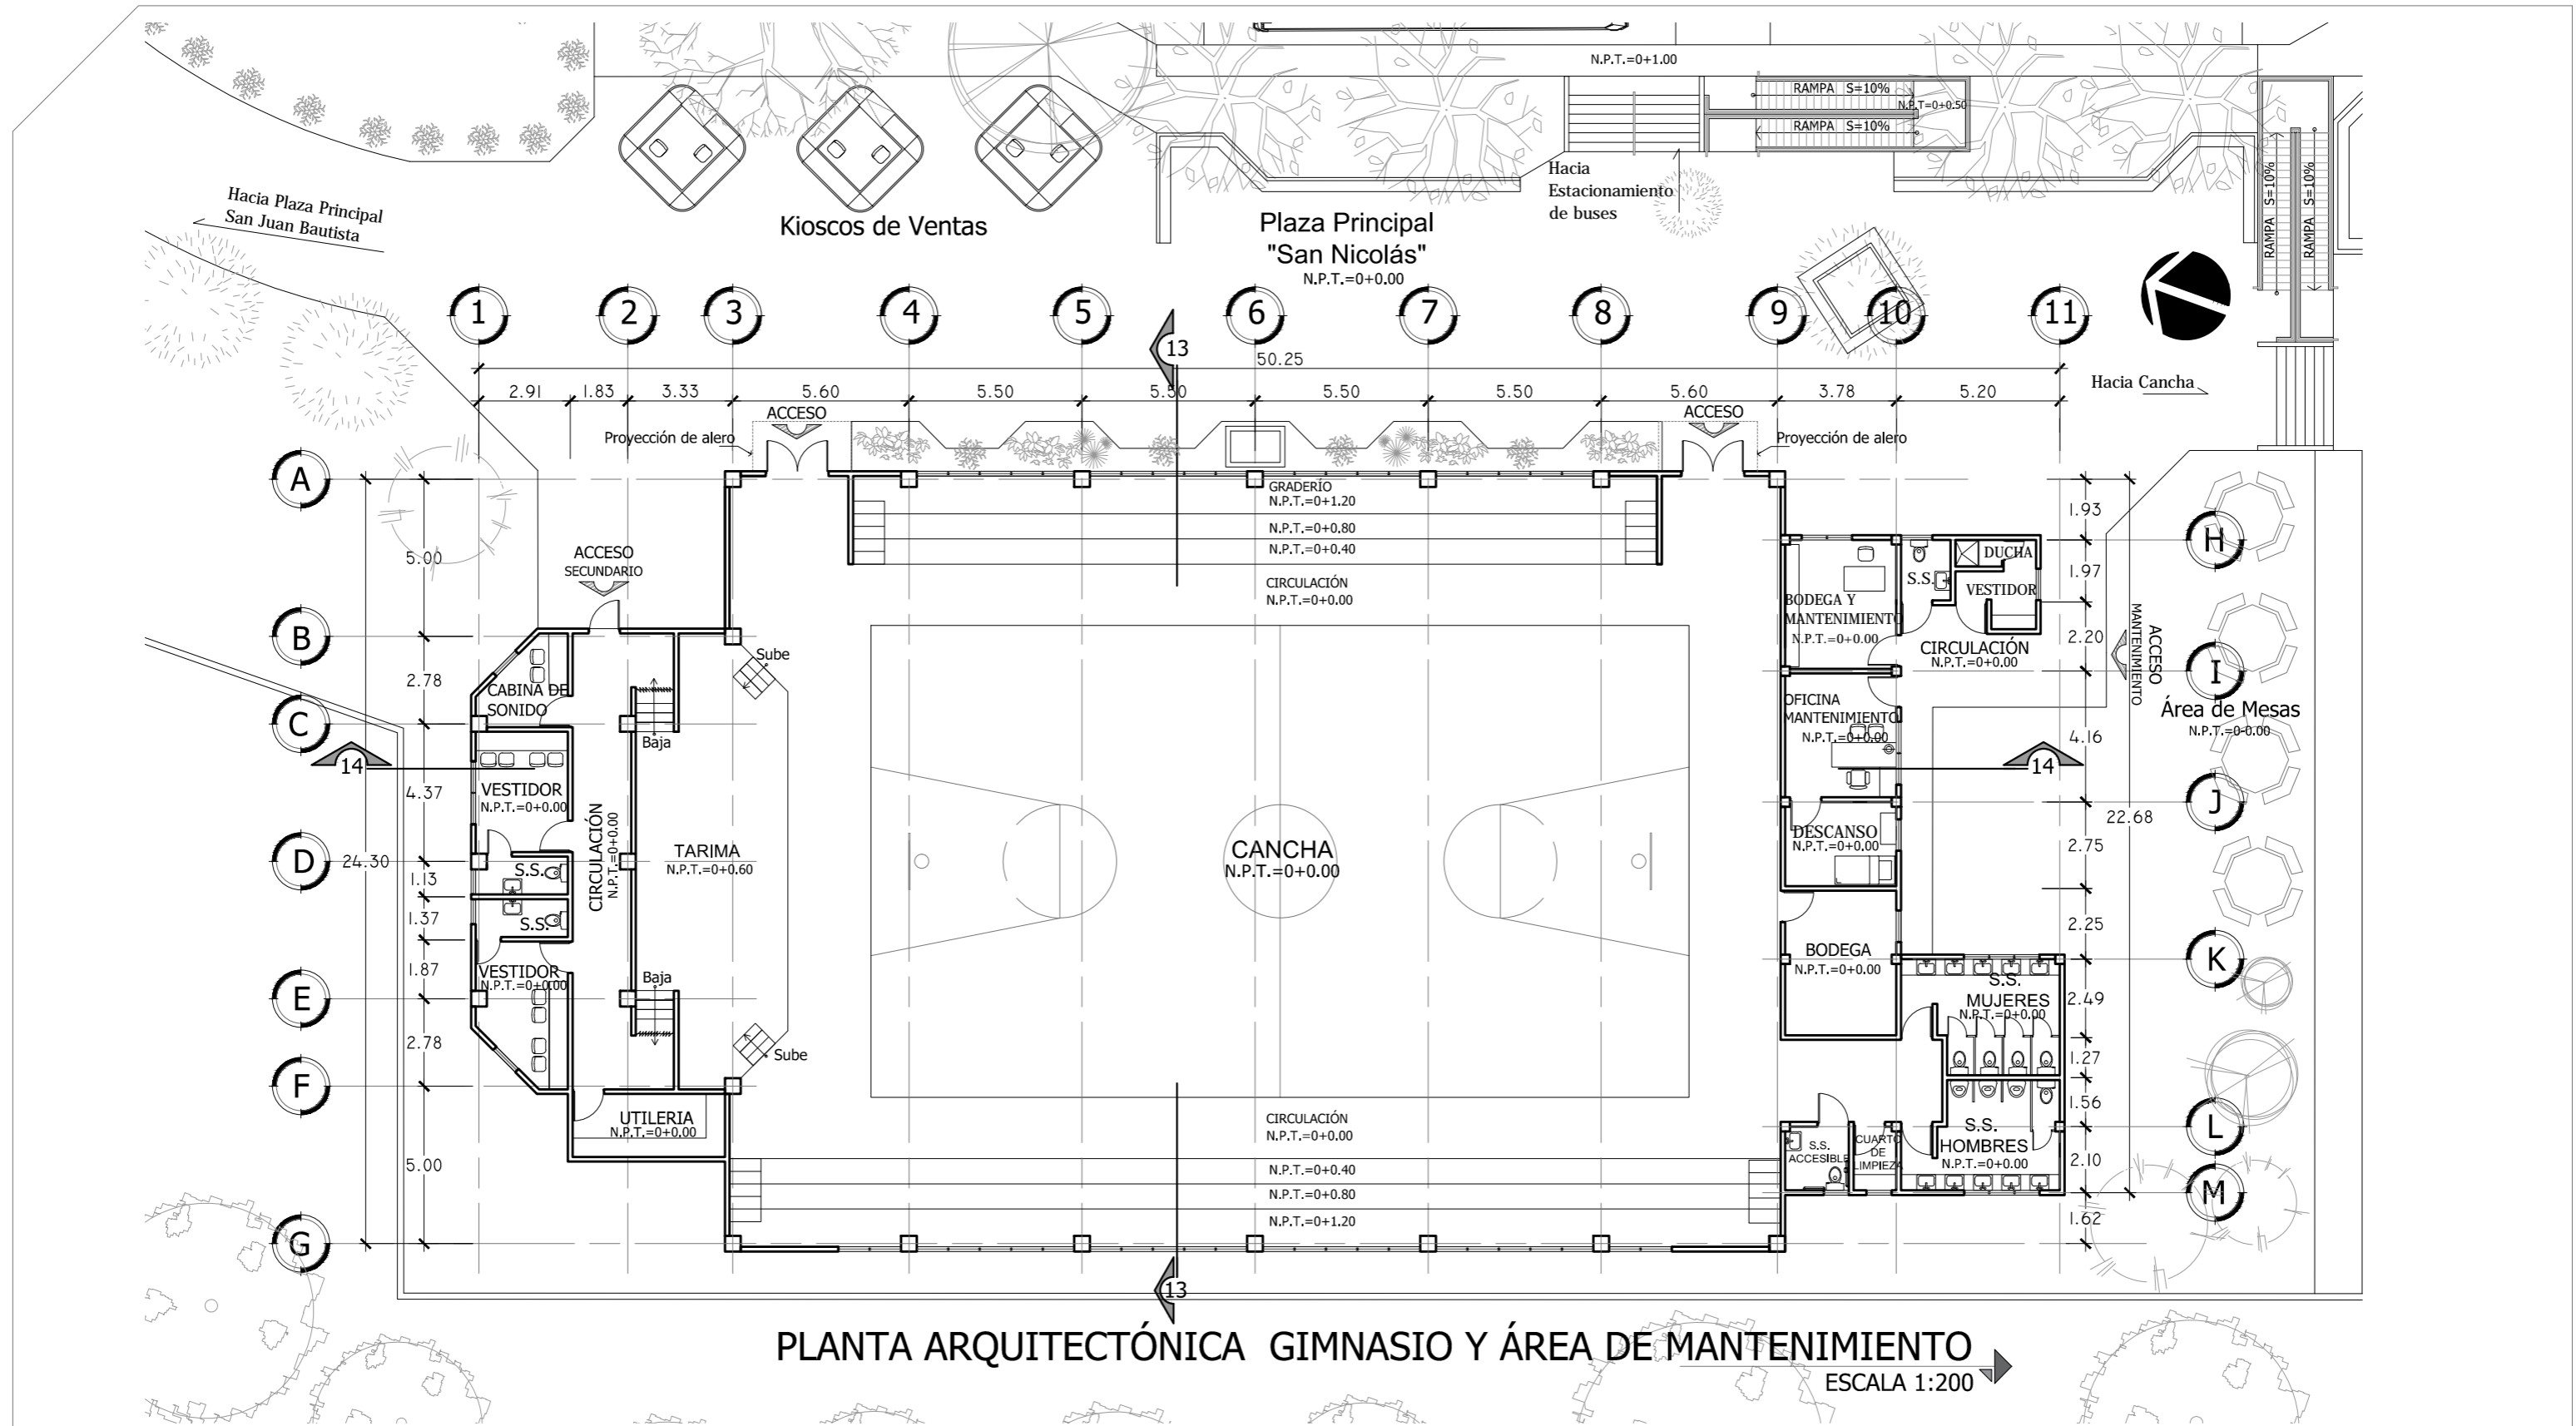 N.P.T.=0+1.00
RAMPA S=10%
N.P.T=0+0.50
RAMPA S=10%
RAMPA S=10%
RAMPA S=10%
Hacia
Estacionamiento
de buses
Hacia Plaza Principal
San Juan Bautista
Kioscos de Ventas
Plaza Principal
"San Nicolás"
N.P.T.=0+0.00
1
2
3
4
5
6
7
8
9
10
11
13
50.25
Hacia Cancha
2.91
1.83
3.33
5.60
5.50
5.50
5.50
5.50
5.60
3.78
5.20
ACCESO
ACCESO
Proyección de alero
Proyección de alero
A
B
C
D
E
F
G
5.00
2.78
4.37
1.13
1.37
1.87
2.78
5.00
24.30
GRADERÍO
N.P.T.=0+1.20
N.P.T.=0+0.80
N.P.T.=0+0.40
CIRCULACIÓN
N.P.T.=0+0.00
ACCESO
SECUNDARIO
Sube
CABINA DE
SONIDO
Baja
14
VESTIDOR
N.P.T.=0+0.00
S.S.
S.S.
VESTIDOR
N.P.T.=0+0.00
CIRCULACIÓN
N.P.T.=0+0.00
TARIMA
N.P.T.=0+0.60
Baja
Sube
UTILERIA
N.P.T.=0+0.00
CANCHA
N.P.T.=0+0.00
CIRCULACIÓN
N.P.T.=0+0.00
N.P.T.=0+0.40
N.P.T.=0+0.80
N.P.T.=0+1.20
13
BODEGA Y
MANTENIMIENTO
N.P.T.=0+0.00
S.S.
DUCHA
VESTIDOR
CIRCULACIÓN
N.P.T.=0+0.00
OFICINA
MANTENIMIENTO
N.P.T.=0+0.00
14
DESCANSO
N.P.T.=0+0.00
BODEGA
N.P.T.=0+0.00
S.S.
MUJERES
N.P.T.=0+0.00
S.S.
HOMBRES
N.P.T.=0+0.00
S.S.
ACCESIBLE
CUARTO
DE
LIMPIEZA
1.93
1.97
2.20
4.16
2.75
2.25
2.49
1.27
1.56
2.10
1.62
22.68
ACCESO
MANTENIMIENTO
Área de Mesas
N.P.T.=0-0.00
H
I
J
K
L
M
PLANTA ARQUITECTÓNICA GIMNASIO Y ÁREA DE MANTENIMIENTO
ESCALA 1:200